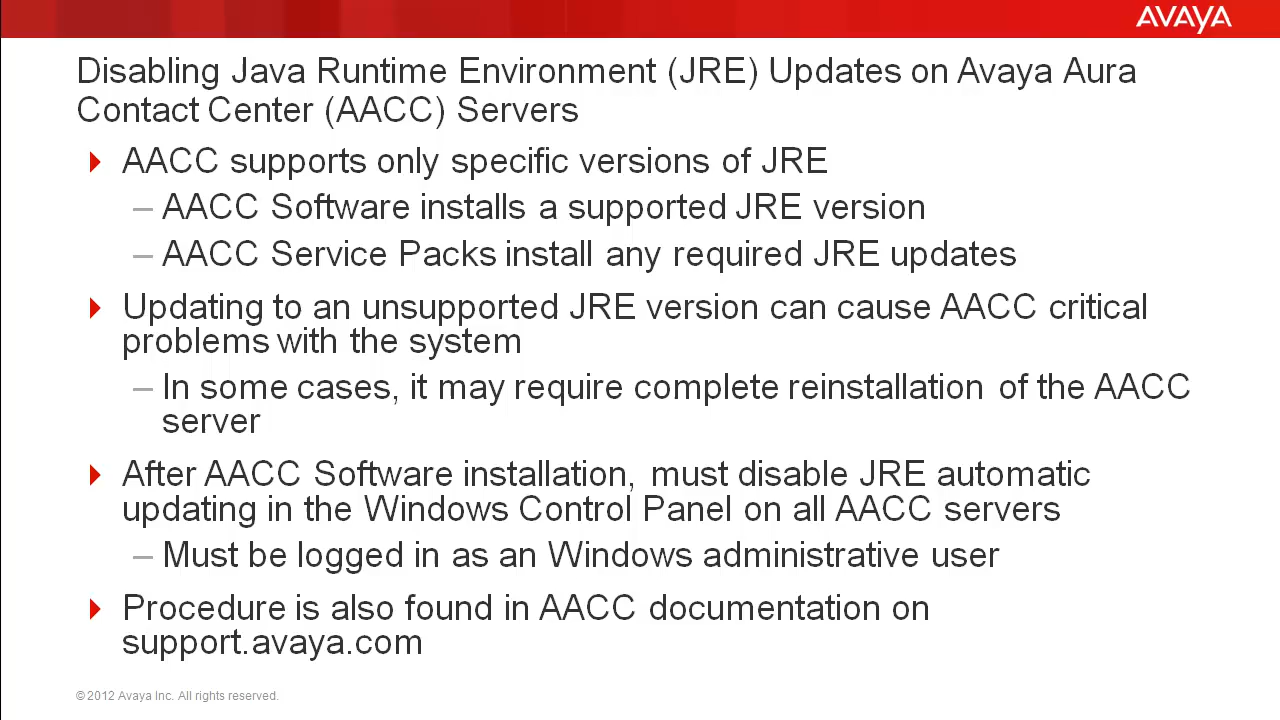 AVAYA
Disabling Java Runtime Environment (JRE) Updates on Avaya Aura
Contact Center (AACC) Servers
AACC supports only specific versions of JRE
– AACC Software installs a supported JRE version
– AACC Service Packs install any required JRE updates
Updating to an unsupported JRE version can cause AACC critical
problems with the system
– In some cases, it may require complete reinstallation of the AACC
server
After AACC Software installation, must disable JRE automatic
updating in the Windows Control Panel on all AACC servers
– Must be logged in as an Windows administrative user
Procedure is also found in AACC documentation on
support.avaya.com
© 2012 Avaya Inc. All rights reserved.